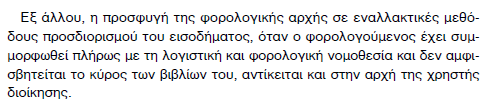 Εξ άλλου, η προσφυγή της φορολογικής αρχής σε εναλλακτικές μεθό-
δους προσδιορισμού του εισοδήματος, όταν ο φορολογούμενος έχει συμ-
μορφωθεί πλήρως με τη λογιστική και φορολογική νομοθεσία και δεν αμφι-
σβητείται το κύρος των βιβλίων του, αντίκειται και στην αρχή της χρηστής
διοίκησης.